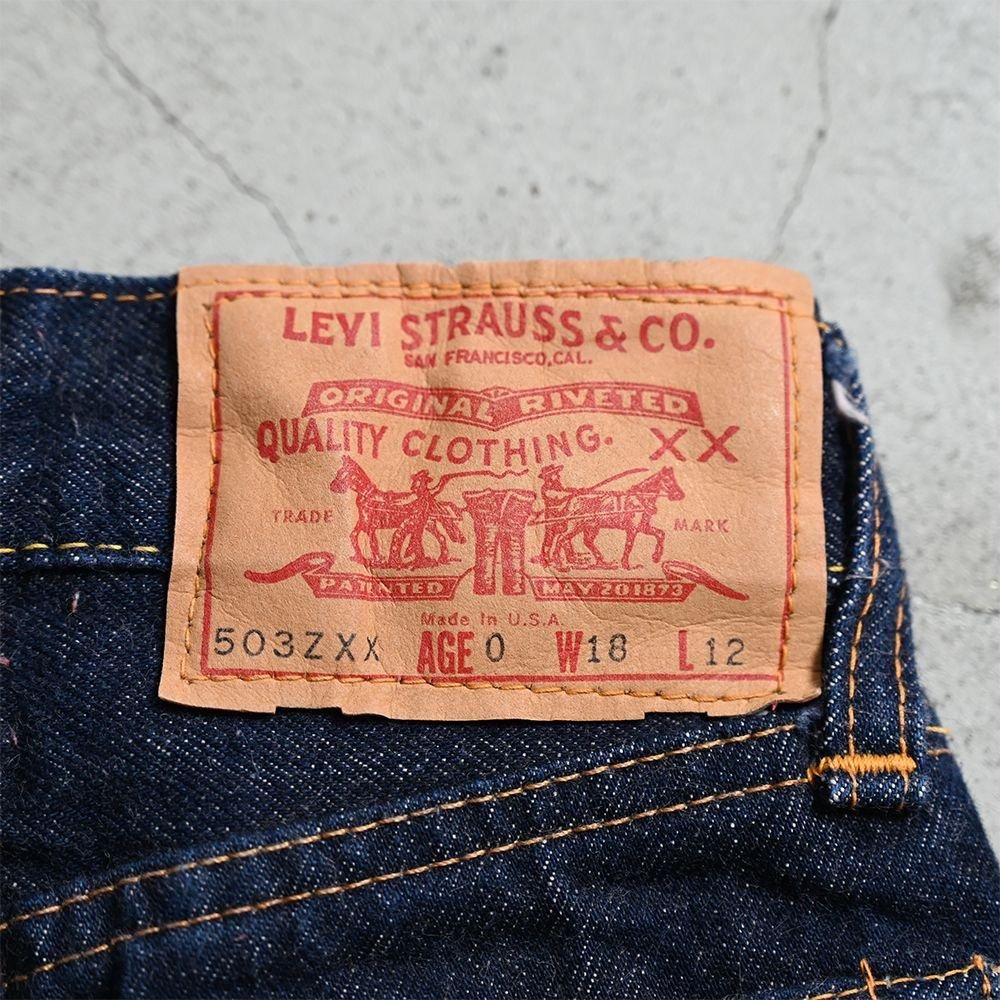 LEVI STRAUSS & CO.
SAN FRANCISCO, CAL.
ORIGINAL RIVETED
QUALITY CLOTHING. XX
TRADE MARK
PATENTED MAY 20 1873
Made in U.S.A.
503ZXX AGE 0 W18 L12